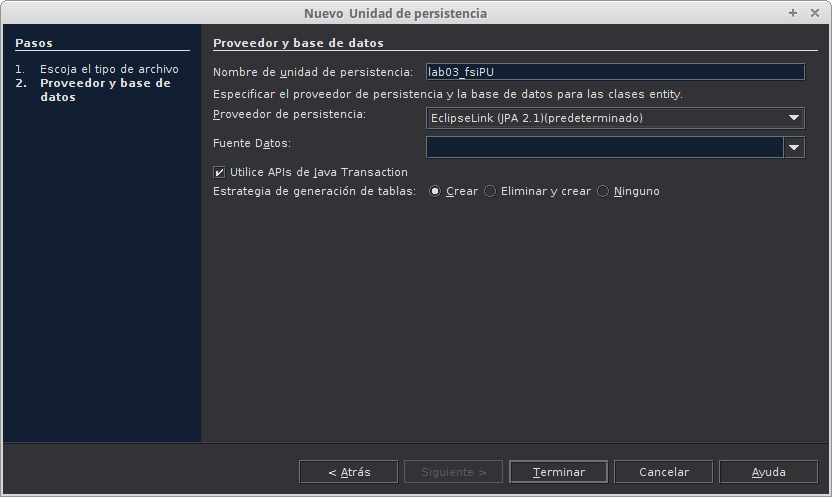 Nuevo Unidad de persistencia
Pasos
1. Escoja el tipo de archivo
2. Proveedor y base de
datos
Proveedor y base de datos
Nombre de unidad de persistencia: lab03_fsiPU
Especificar el proveedor de persistencia y la base de datos para las clases entity.
Proveedor de persistencia: EclipseLink (JPA 2.1)(predeterminado)
Fuente Datos:
Utilice APIs de Java Transaction
Estrategia de generación de tablas: Crear Eliminar y crear Ninguno
< Atrás Siguiente > Terminar Cancelar Ayuda